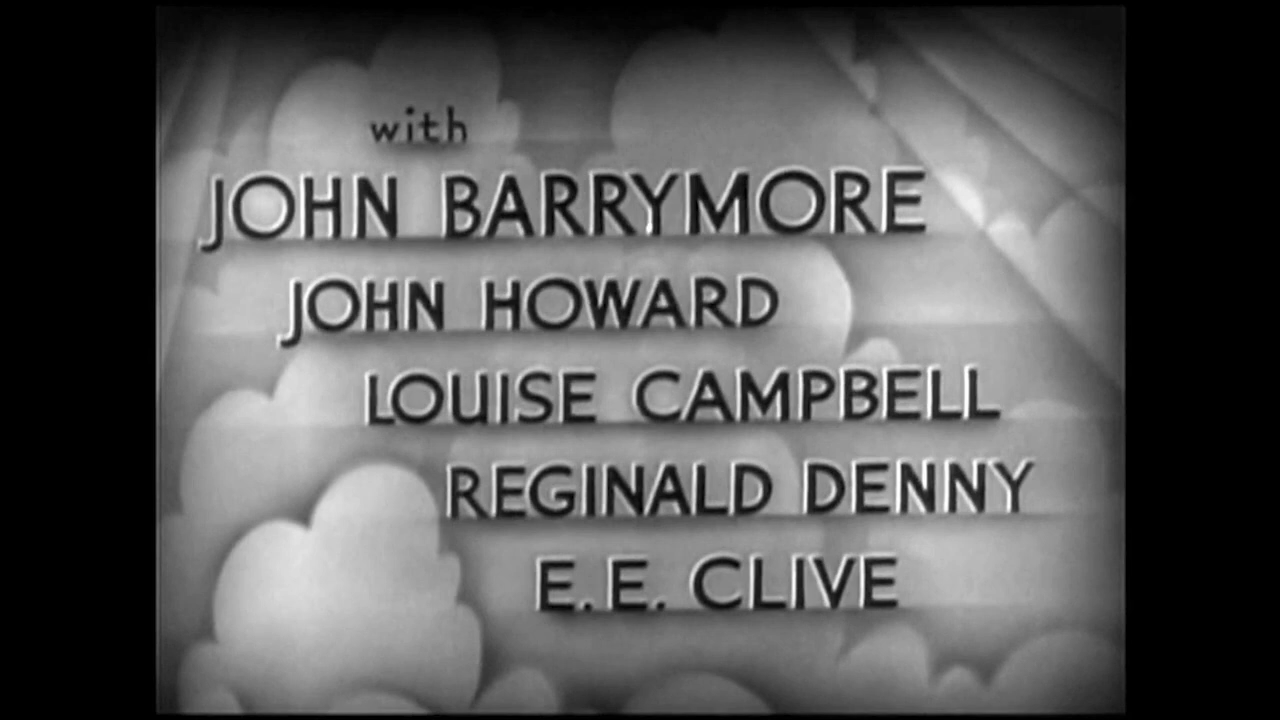 with
JOHN BARRYMORE
JOHN HOWARD
LOUISE CAMPBELL
REGINALD DENNY
E. E. CLIVE